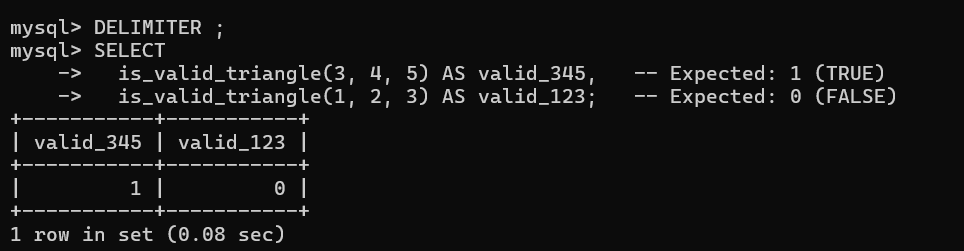 mysql> DELIMITER ;
mysql> SELECT
    ->   is_valid_triangle(3, 4, 5) AS valid_345,   -- Expected: 1 (TRUE)
    ->   is_valid_triangle(1, 2, 3) AS valid_123;   -- Expected: 0 (FALSE)
+-----------+-----------+
| valid_345 | valid_123 |
+-----------+-----------+
|         1 |         0 |
+-----------+-----------+
1 row in set (0.08 sec)